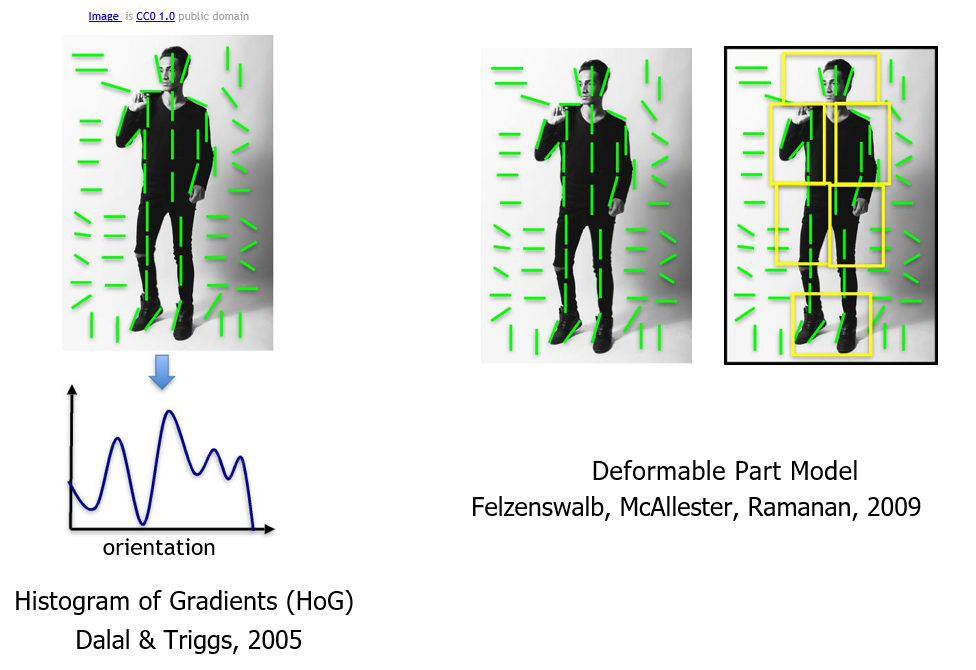 Image is CC0 1.0 public domain
orientation
Histogram of Gradients (HoG)
Dalal & Triggs, 2005
Deformable Part Model
Felzenswalb, McAllester, Ramanan, 2009